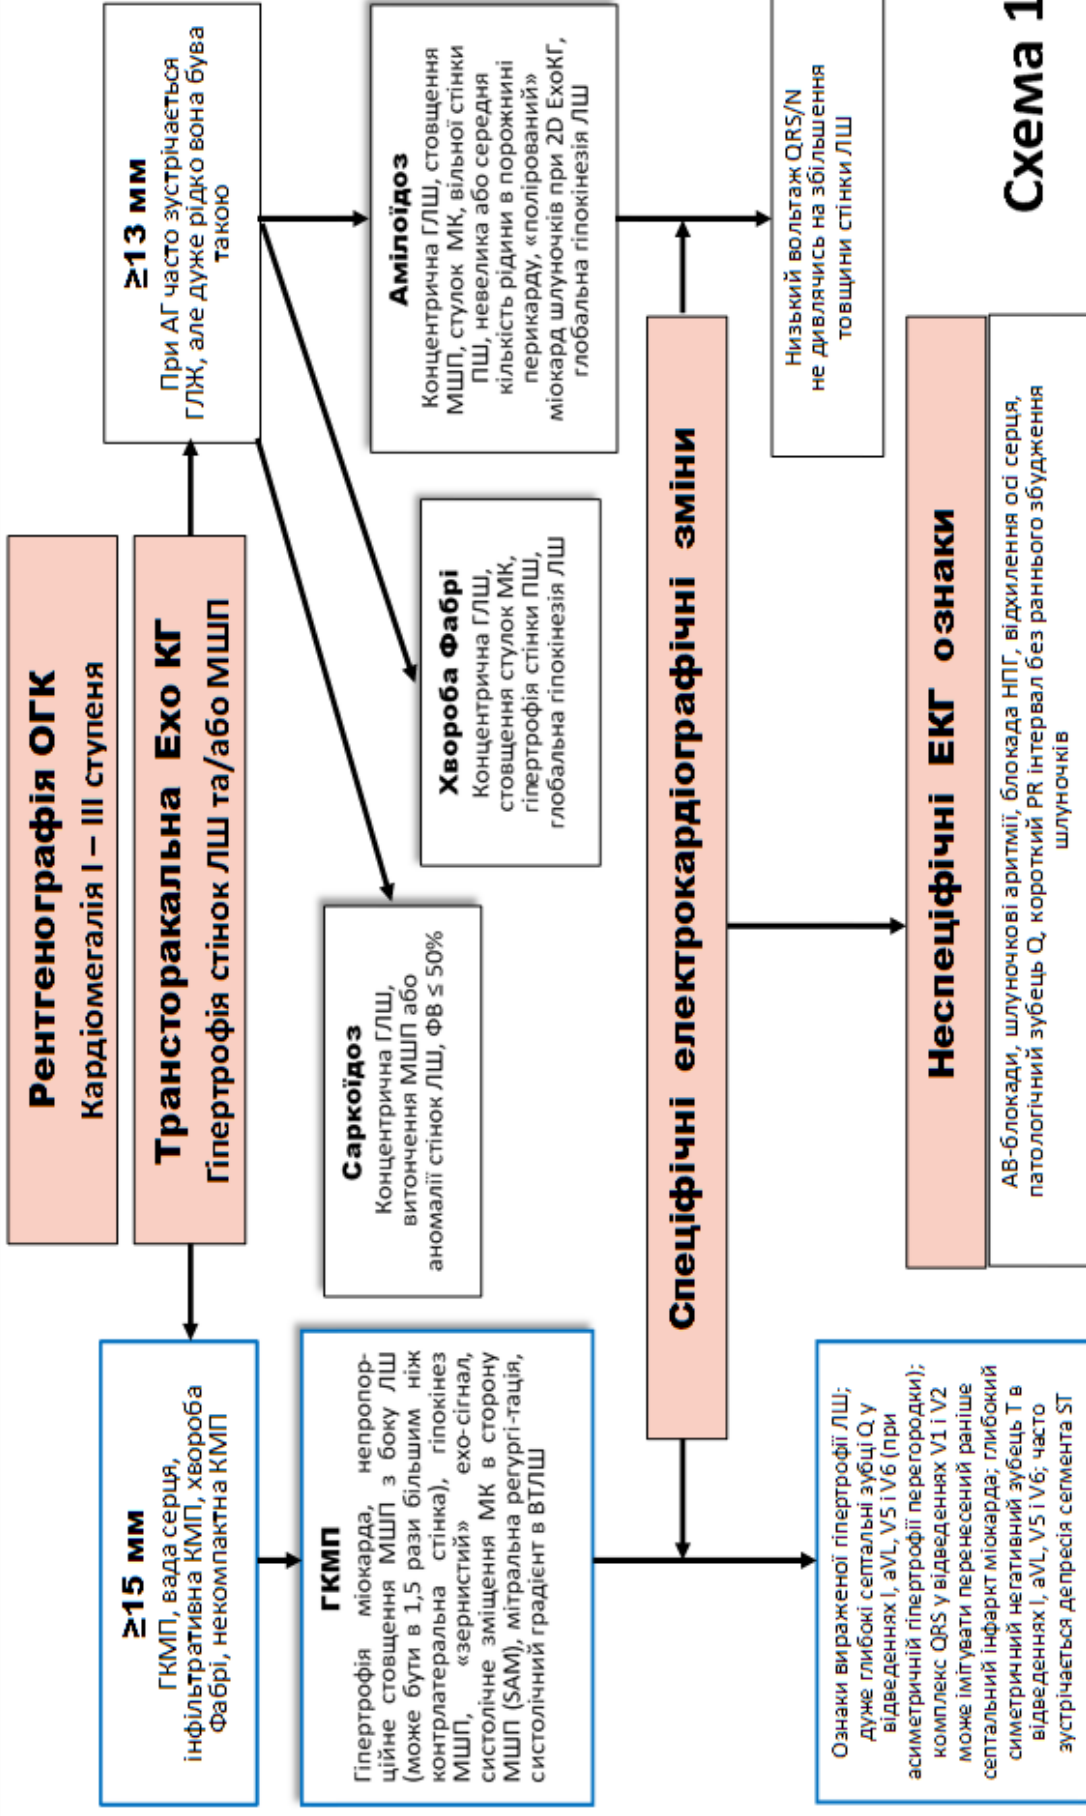 Рентгенографія ОГК
Кардіомегалія І – ІІІ ступеня
Трансторакальна Ехо КГ
Гіпертрофія стінок ЛШ та/або МШП
≥15 мм
ГКМП, вада серця,
інфільтративна КМП, хвороба
Фабрі, некомпактна КМП
≥13 мм
При АГ часто зустрічається
ГЛЖ, але дуже рідко вона бува
такою
ГКМП
Гіпертрофія міокарда, непропор-
ційне стовщення МШП з боку ЛШ
(може бути в 1,5 рази більшим ніж
контрлатеральна стінка), гіпокінез
МШП, «зернистий» ехо-сігнал,
систолічне зміщення МК в сторону
МШП (SAM), мітральна регургі-тація,
систолічний градієнт в ВТЛШ
Саркоїдоз
Концентрична ГЛШ,
витончення МШП або
аномалії стінок ЛШ, ФВ ≤ 50%
Хвороба Фабрі
Концентрична ГЛШ,
стовщення стулок МК,
гіпертрофія стінки ПШ,
глобальна гіпокінезія ЛШ
Амілоїдоз
Концентрична ГЛШ, стовщення
МШП, стулок МК, вільної стінки
ПШ, невелика або середня
кількість рідини в порожнині
перикарду, «полірований»
міокард шлуночків при 2D ЕхоКГ,
глобальна гіпокінезія ЛШ
Специфічні електрокардіографічні зміни
Ознаки вираженої гіпертрофії ЛШ;
дуже глибокі септальні зубці Q у
відведеннях I, aVL, V5 і V6 (при
асиметричній гіпертрофії перегородки);
комплекс QRS у відведеннях V1 і V2
може імітувати перенесений раніше
септальний інфаркт міокарда; глибокий
симетричний негативний зубець Т в
відведеннях I, aVL, V5 і V6; часто
зустрічається депресія сегмента ST
Низький вольтаж QRS/N
не дивлячись на збільшення
товщини стінки ЛШ
Неспецифічні ЕКГ ознаки
АВ-блокади, шлуночкові аритмії, блокада НПГ, відхилення осі серця,
патологічний зубець Q, короткий PR інтервал без раннього збудження
шлуночків
Схема 1